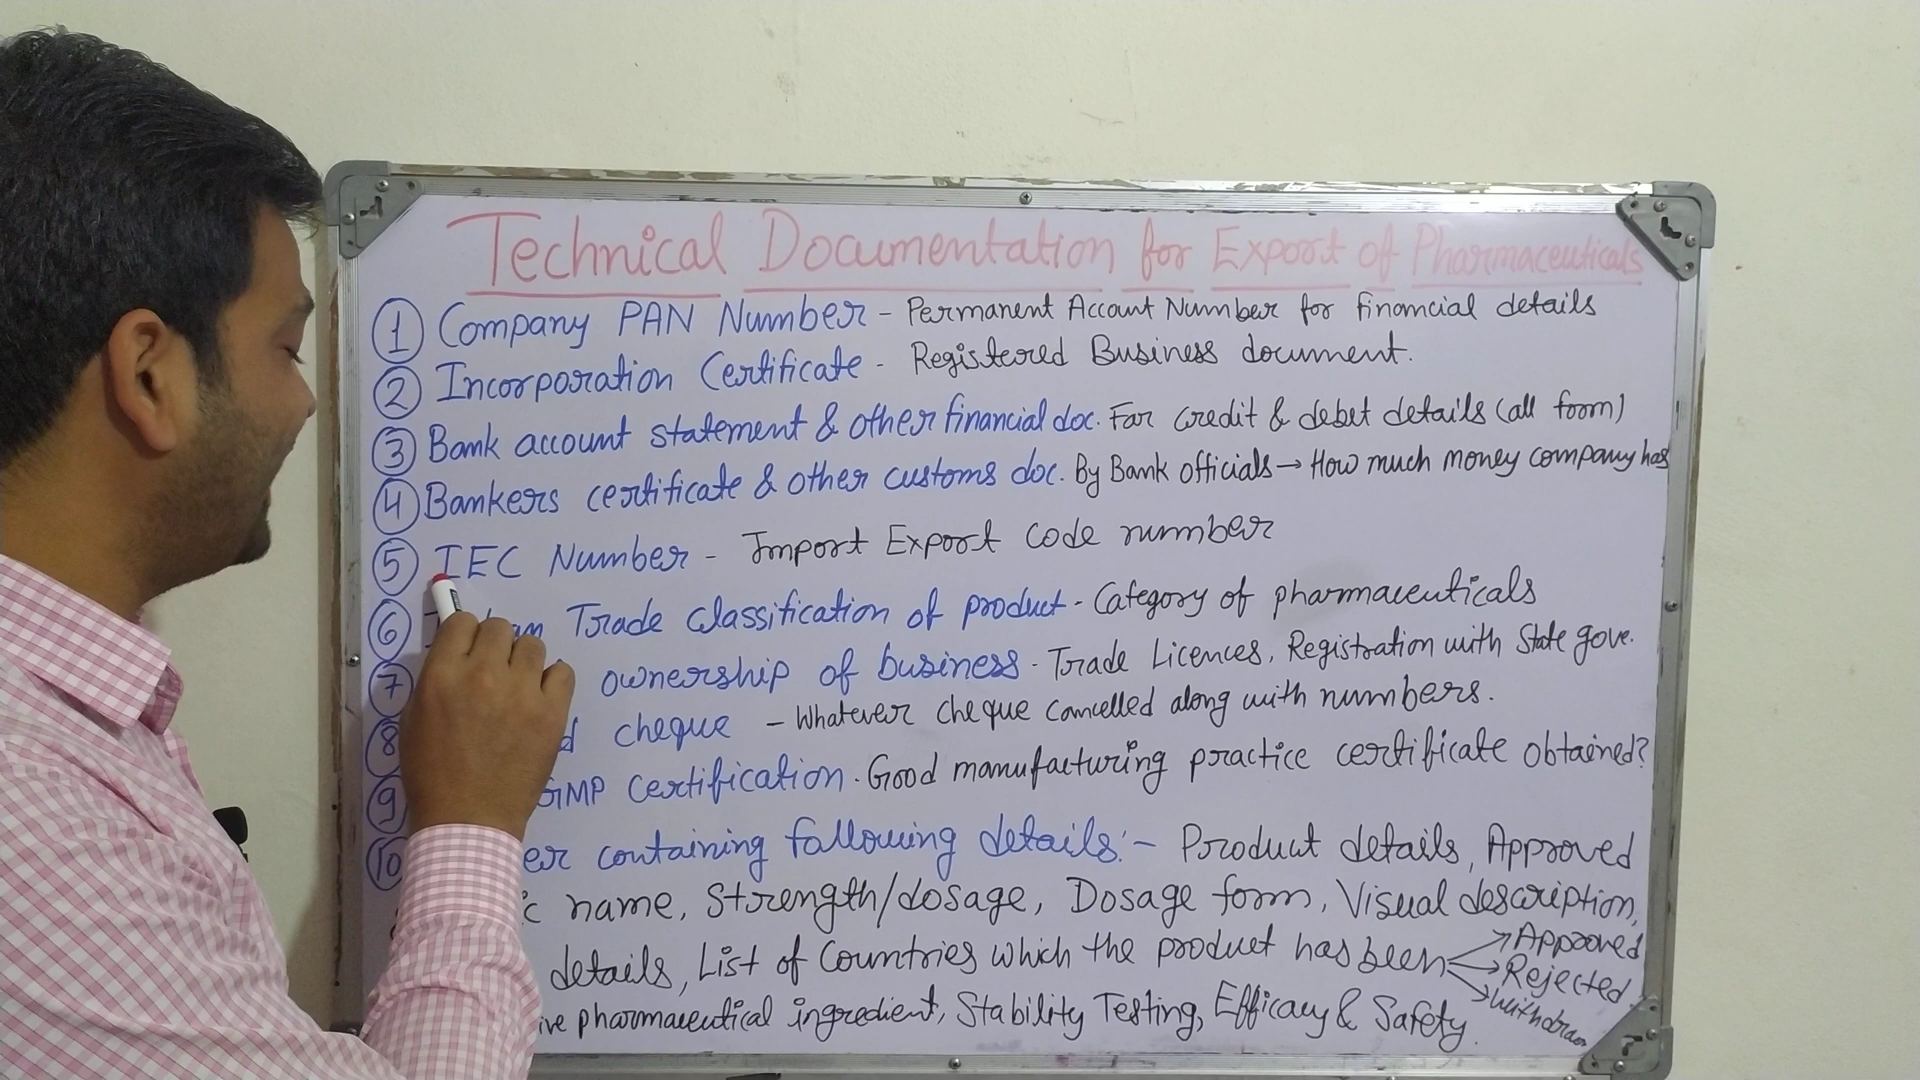 Technical Documentation for Export of Pharmaceuticals
1 Company PAN Number - Permanent Account Number for financial details
2 Incorporation Certificate - Registered Business document.
3 Bank account statement & other financial doc. For credit & debit details (all form)
4 Bankers certificate & other customs doc. By Bank officials → How much money company has
5 IEC Number - Import Export Code number
6 Trade classification of product - Category of pharmaceuticals
7 ownership of business - Trade Licences, Registration with State gove.
8 cheque - Whatever cheque cancelled along with numbers.
9 GMP certification. Good manufacturing practice certificate obtained?
10 containing following details:- Product details, Approved
name, Strength/dosage, Dosage form, Visual description,
details, List of Countries which the product has been → Approved
→ Rejected
→ Withdraw
pharmaceutical ingredient, Stability Testing, Efficacy & Safety.